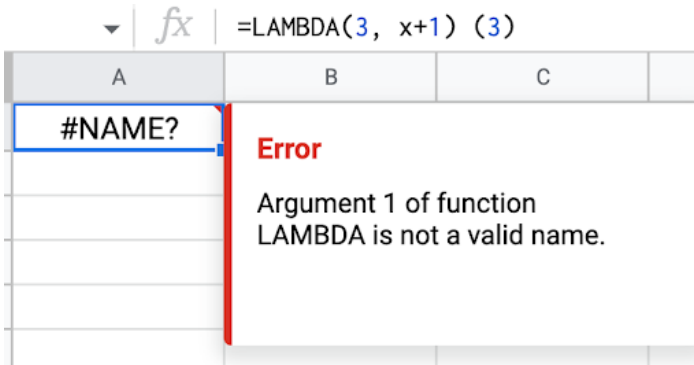 fx =LAMBDA(3, x+1) (3)
A B C
#NAME?
Error
Argument 1 of function
LAMBDA is not a valid name.